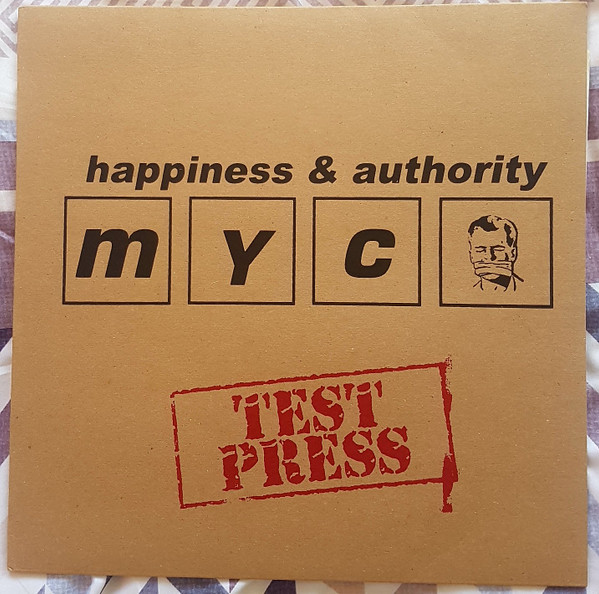 happiness & authority
m Y c
TEST
PRESS